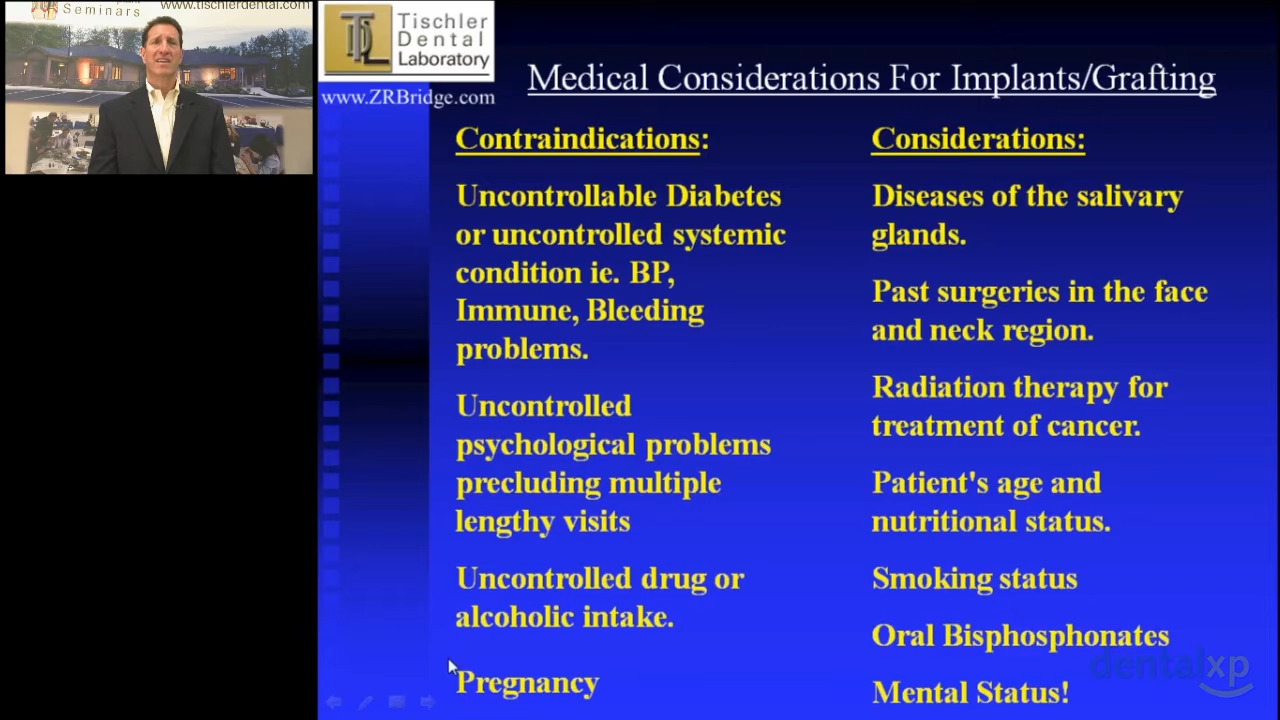 Seminars
www.tischlerdental.com
TDL
Tischler
Dental
Laboratory
www.ZRBridge.com
Medical Considerations For Implants/Grafting
Contraindications:
Uncontrollable Diabetes
or uncontrolled systemic
condition ie. BP,
Immune, Bleeding
problems.
Uncontrolled
psychological problems
precluding multiple
lengthy visits
Uncontrolled drug or
alcoholic intake.
Pregnancy
Considerations:
Diseases of the salivary
glands.
Past surgeries in the face
and neck region.
Radiation therapy for
treatment of cancer.
Patient's age and
nutritional status.
Smoking status
Oral Bisphosphonates
Mental Status!
dentalxp